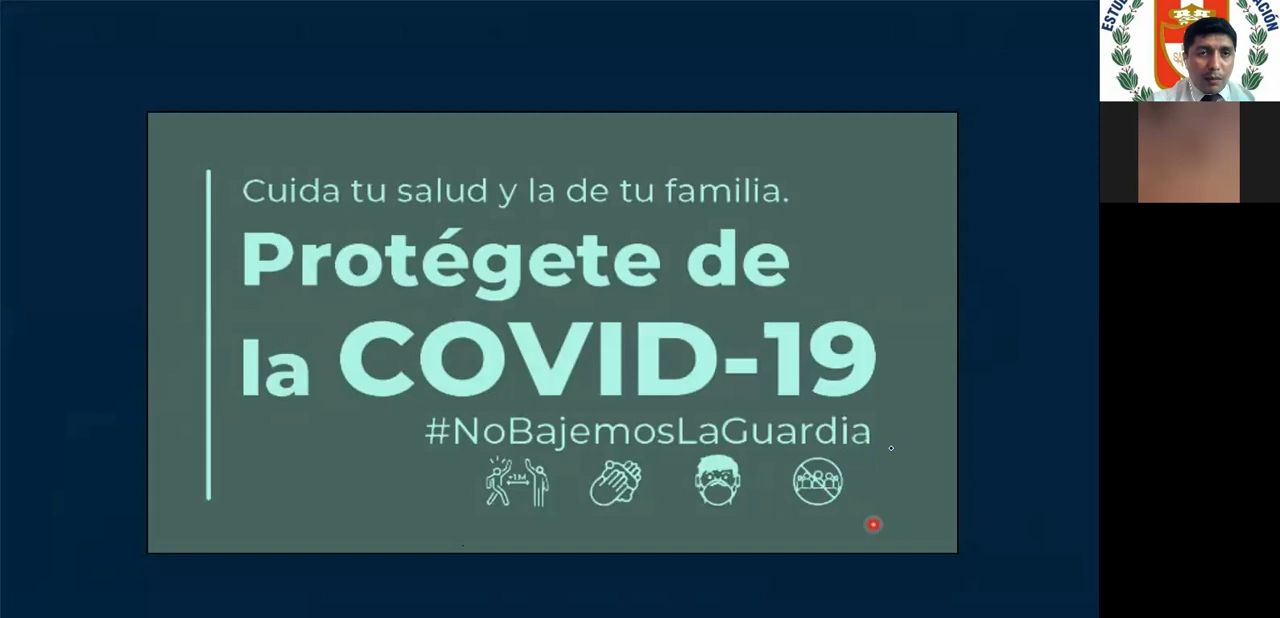 Cuida tu salud y la de tu familia.
Protégete de
la COVID-19
#NoBajemosLaGuardia